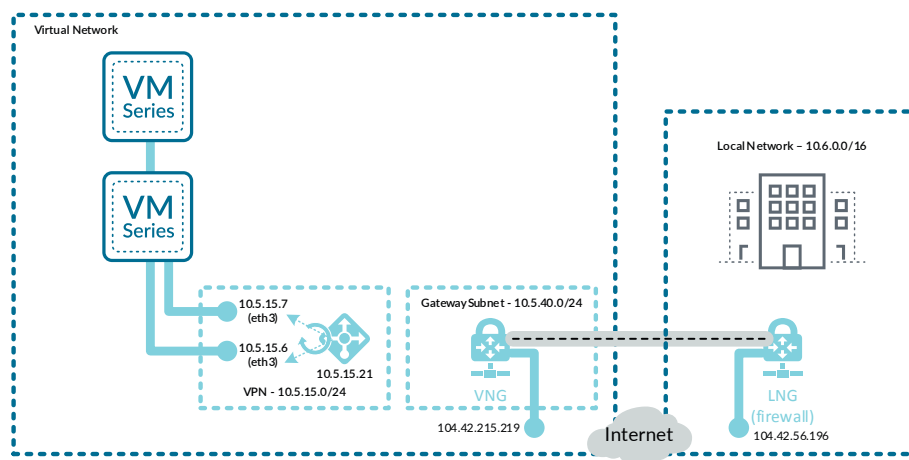 Virtual Network
VM
Series
VM
Series
Local Network – 10.6.0.0/16
10.5.15.7
(eth3)
10.5.15.6
(eth3)
10.5.15.21
VPN - 10.5.15.0/24
Gateway Subnet - 10.5.40.0/24
VNG
104.42.215.219
LNG
(firewall)
104.42.56.196
Internet